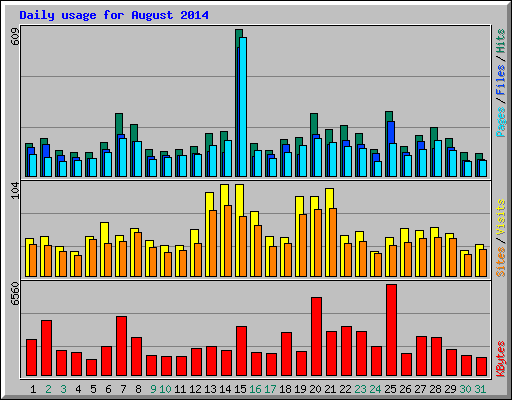 Daily usage for August 2014
609
Pages / Files / Hits
104
Sites / Visits
6560
KBytes
1 2 3 4 5 6 7 8 9 10 11 12 13 14 15 16 17 18 19 20 21 22 23 24 25 26 27 28 29 30 31